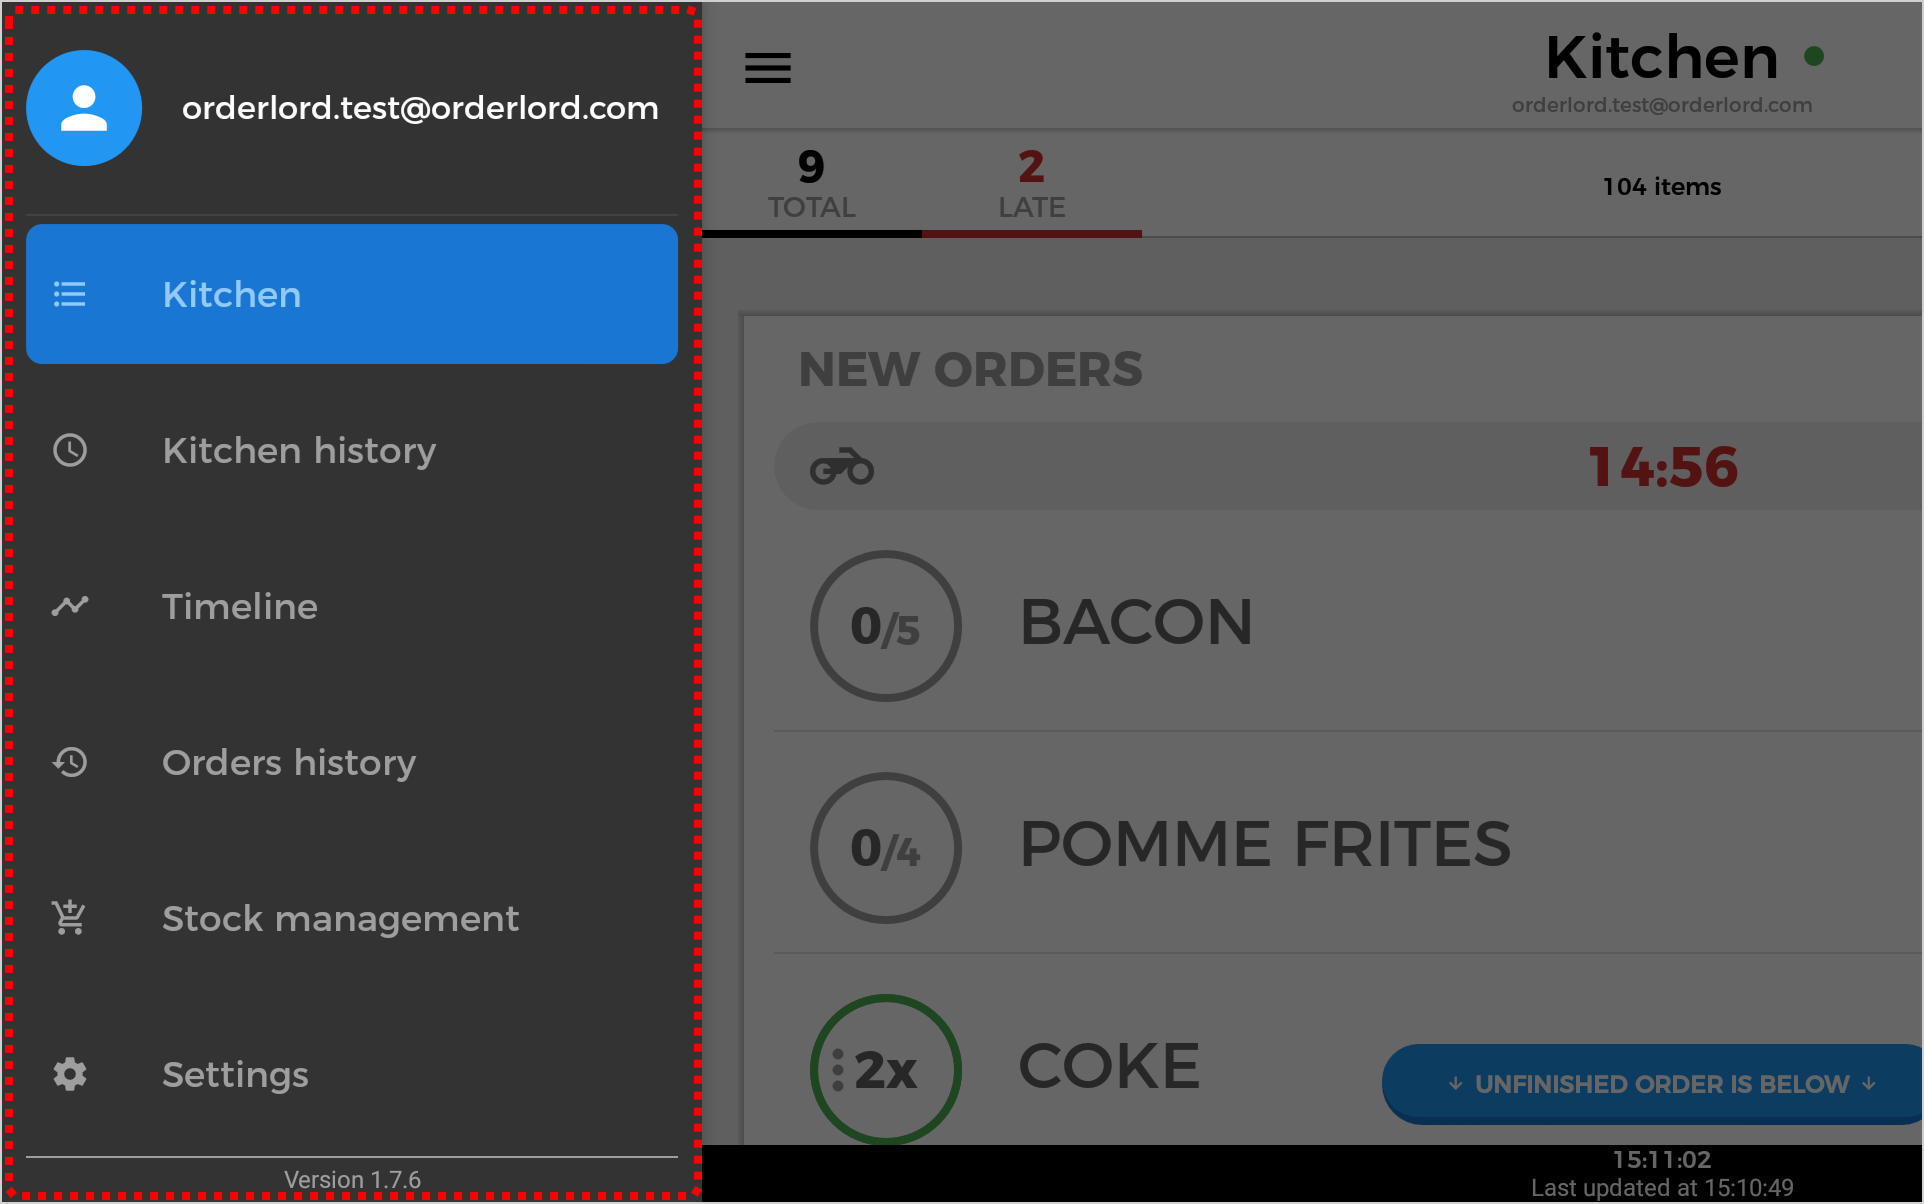 orderlord.test@orderlord.com
Kitchen
Kitchen history
Timeline
Orders history
Stock management
Settings
Version 1.7.6
Kitchen
orderlord.test@orderlord.com
9
TOTAL
2
LATE
104 items
NEW ORDERS
14:56
0/5 BACON
0/4 POMME FRITES
2x COKE
↓ UNFINISHED ORDER IS BELOW ↓
15:11:02
Last updated at 15:10:49